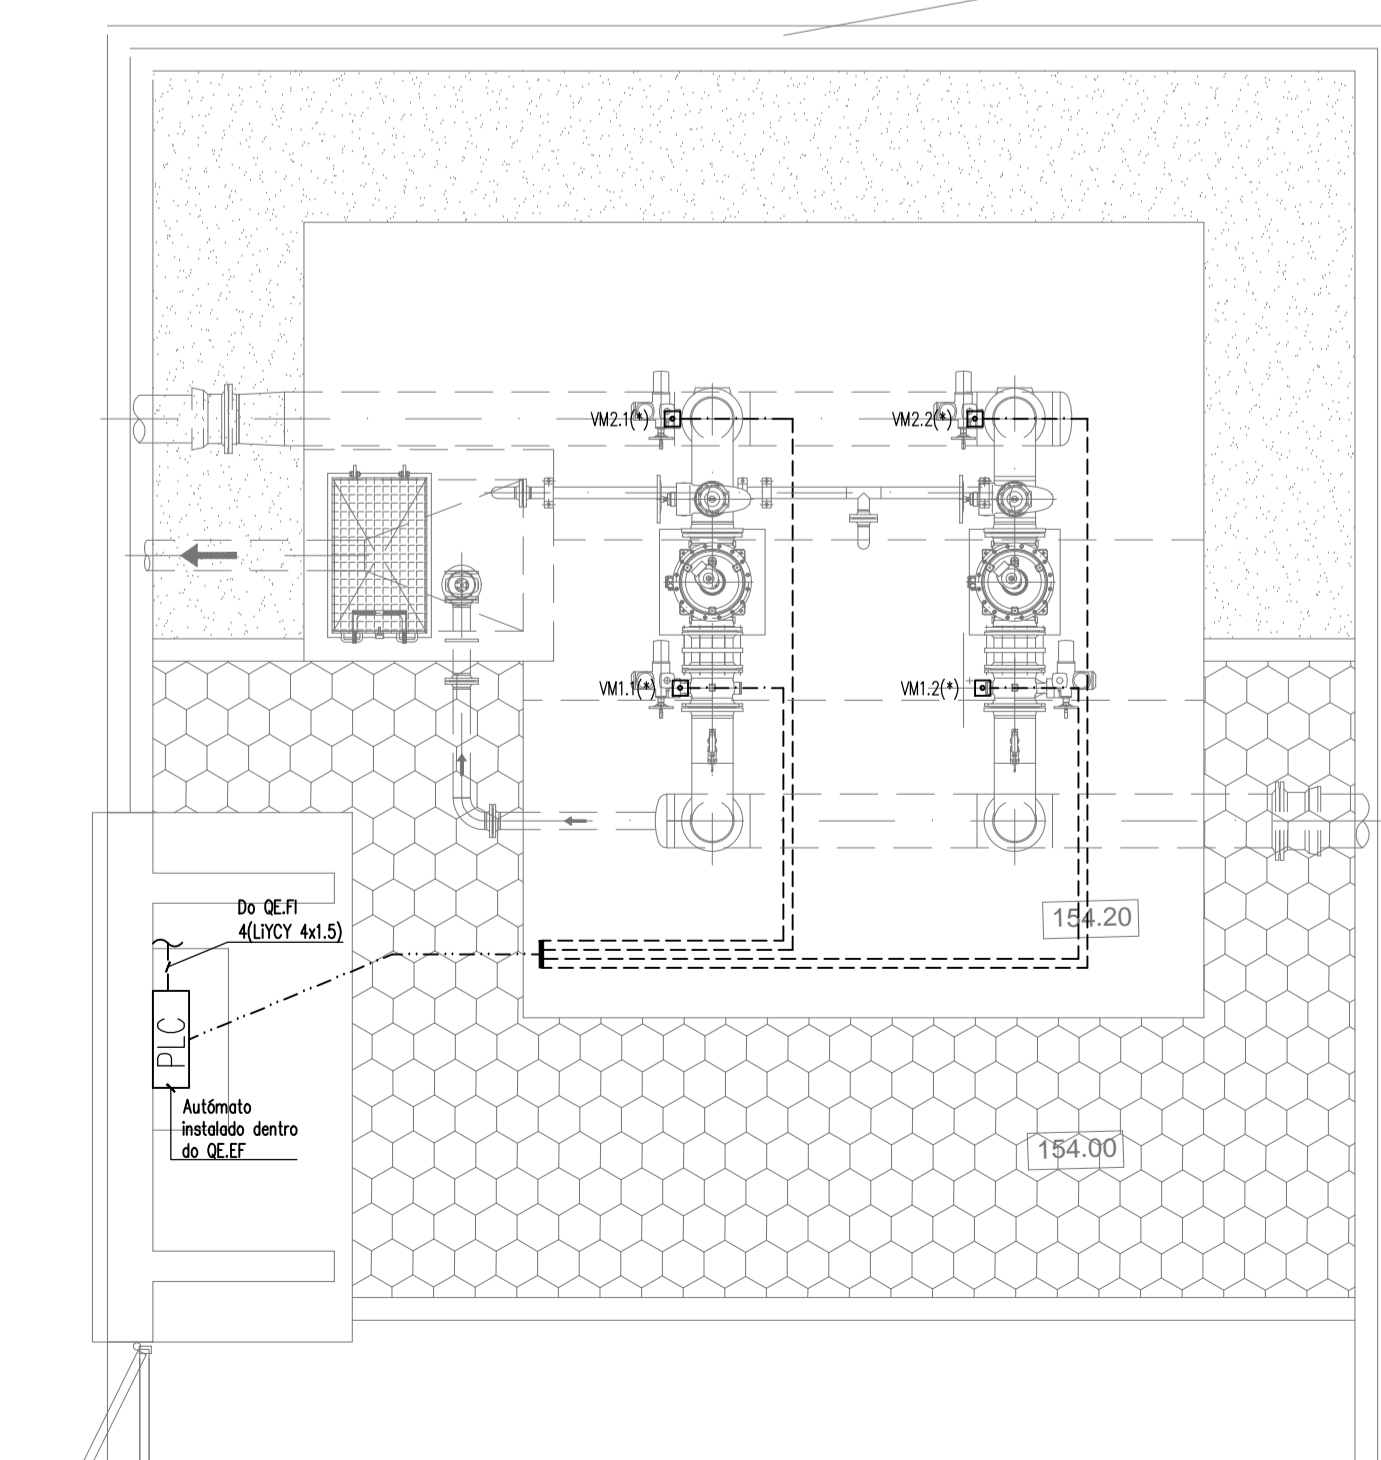 VM2.1(*)
VM2.2(*)
VM1.1(*)
VM1.2(*)
154.20
Do QE.FI
4(LiYCY 4x1.5)
PLC
Autómato
instalado dentro
do QE.EF
154.00